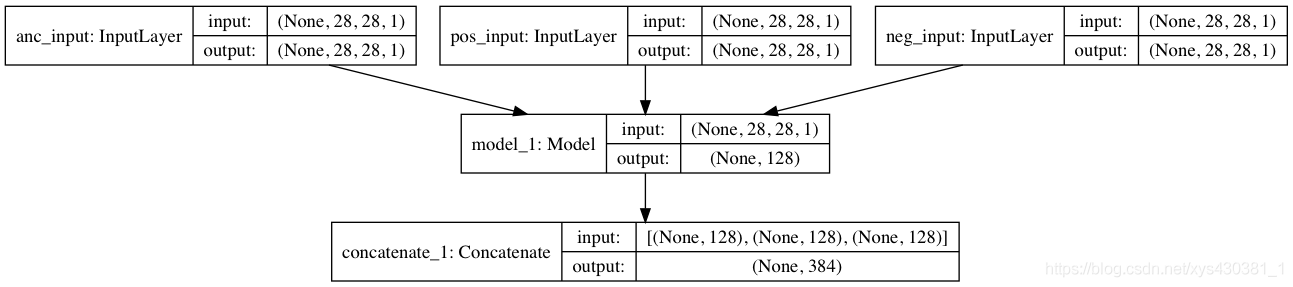 anc_input: InputLayer
input: (None, 28, 28, 1)
output: (None, 28, 28, 1)
pos_input: InputLayer
input: (None, 28, 28, 1)
output: (None, 28, 28, 1)
neg_input: InputLayer
input: (None, 28, 28, 1)
output: (None, 28, 28, 1)
model_1: Model
input: (None, 28, 28, 1)
output: (None, 128)
concatenate_1: Concatenate
input: [(None, 128), (None, 128), (None, 128)]
output: (None, 384)
https://blog.csdn.net/xys430381_1